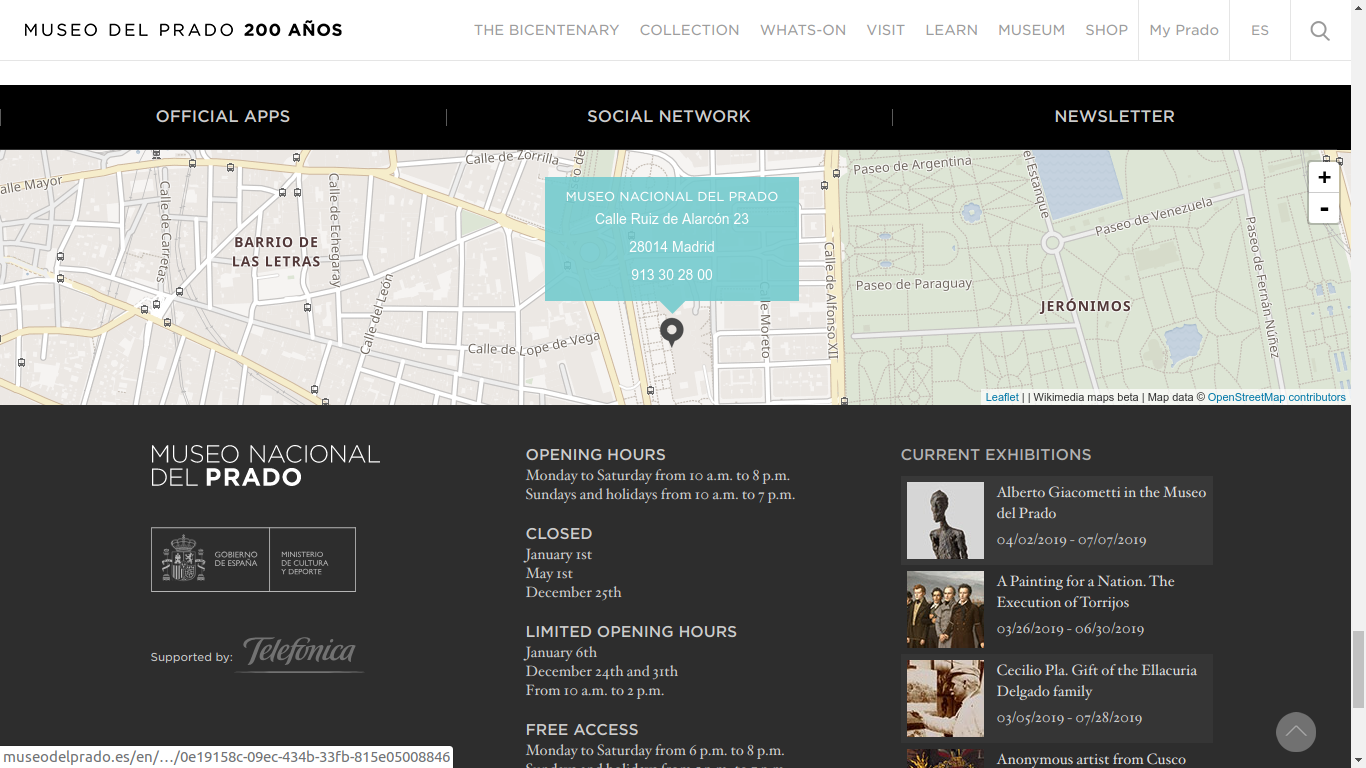 MUSEO DEL PRADO 200 AÑOS
THE BICENTENARY
COLLECTION
WHATS-ON
VISIT
LEARN
MUSEUM
SHOP
My Prado
ES
OFFICIAL APPS
SOCIAL NETWORK
NEWSLETTER
Calle de Zorrilla
de
alle Mayor
Calle de Carretas
Calle de Echegaray
BARRIO DE
LAS LETRAS
Calle del León
Calle de Lope de Vega
MUSEO NACIONAL DEL PRADO
Calle Ruiz de Alarcón 23
28014 Madrid
913 30 28 00
Calle Moreto
Calle de Alfonso XII
Paseo de Argentina
del Estanque
Paseo de Venezuela
Paseo de Paraguay
JERÓNIMOS
Paseo de Fernán Núñez
+
-
Leaflet | | Wikimedia maps beta | Map data © OpenStreetMap contributors
MUSEO NACIONAL
DEL PRADO
GOBIERNO
DE ESPAÑA
MINISTERIO
DE CULTURA
Y DEPORTE
Supported by:
Telefónica
OPENING HOURS
Monday to Saturday from 10 a.m. to 8 p.m.
Sundays and holidays from 10 a.m. to 7 p.m.
CLOSED
January 1st
May 1st
December 25th
LIMITED OPENING HOURS
January 6th
December 24th and 31th
From 10 a.m. to 2 p.m.
FREE ACCESS
Monday to Saturday from 6 p.m. to 8 p.m.
CURRENT EXHIBITIONS
Alberto Giacometti in the Museo
del Prado
04/02/2019 - 07/07/2019
A Painting for a Nation. The
Execution of Torrijos
03/26/2019 - 06/30/2019
Cecilio Pla. Gift of the Ellacuria
Delgado family
03/05/2019 - 07/28/2019
Anonymous artist from Cusco
museodelprado.es/en/.../0e19158c-09ec-434b-33fb-815e05008846